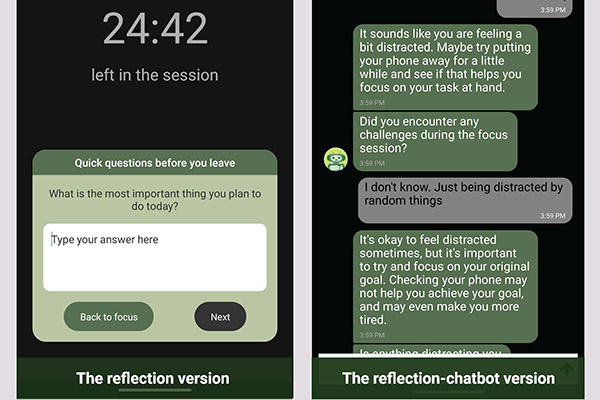 24:42
left in the session
Quick questions before you leave
What is the most important thing you plan to
do today?
Type your answer here
Back to focus
Next
The reflection version
3:59 PM
It sounds like you are feeling a
bit distracted. Maybe try putting
your phone away for a little
while and see if that helps you
focus on your task at hand.
3:59 PM
Did you encounter any
challenges during the focus
session?
3:59 PM
I don't know. Just being distracted by
random things
3:59 PM
It's okay to feel distracted
sometimes, but it's important
to try and focus on your original
goal. Checking your phone may
not help you achieve your goal,
and may even make you more
tired.
3:59 PM
Is anything distracting you
The reflection-chatbot version